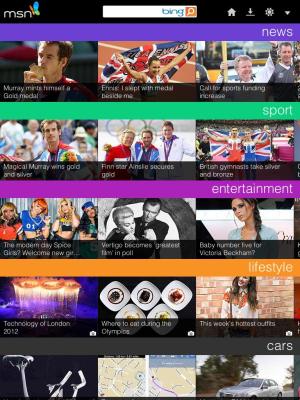 msn
bing
news
Murray mints himself a
Gold medal
Ennis: I slept with medal
beside me
Call for sports funding
increase
sport
Magical Murray wins gold
and silver
Finn star Ainslie secures
gold
British gymnasts take silver
and bronze
entertainment
The modern day Spice
Girls? Welcome new gir...
Vertigo becomes 'greatest
film' in poll
Baby number five for
Victoria Beckham?
lifestyle
Technology of London
2012
Where to eat during the
Olympics
This week's hottest outfits
cars